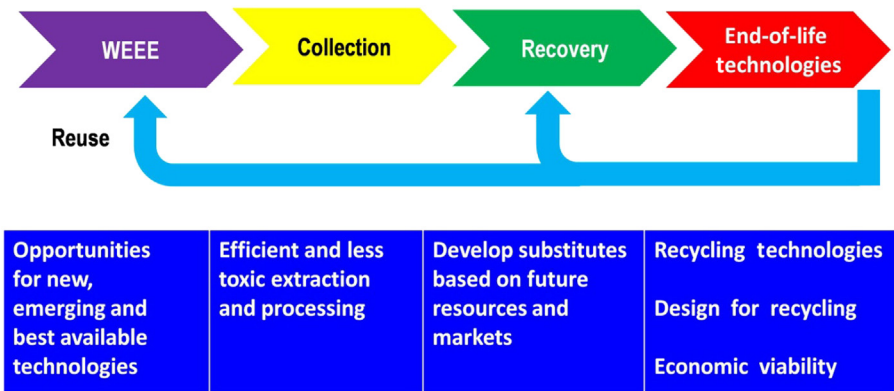 WEEE
Collection
Recovery
End-of-life
technologies
Reuse
Opportunities
for new,
emerging and
best available
technologies
Efficient and less
toxic extraction
and processing
Develop substitutes
based on future
resources and
markets
Recycling technologies
Design for recycling
Economic viability